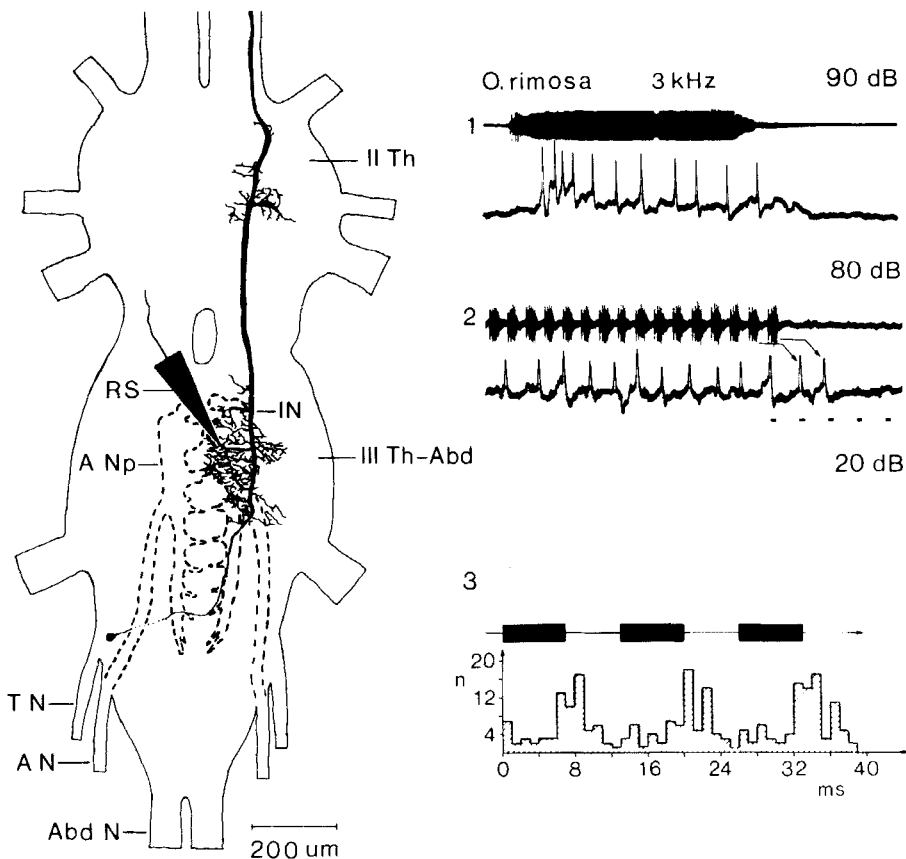 II Th
RS
IN
A Np
III Th-Abd
T N
A N
Abd N
200 um
O. rimosa 3 kHz 90 dB
1
80 dB
2
20 dB
3
n
20
12
4
0 8 16 24 32 40
ms